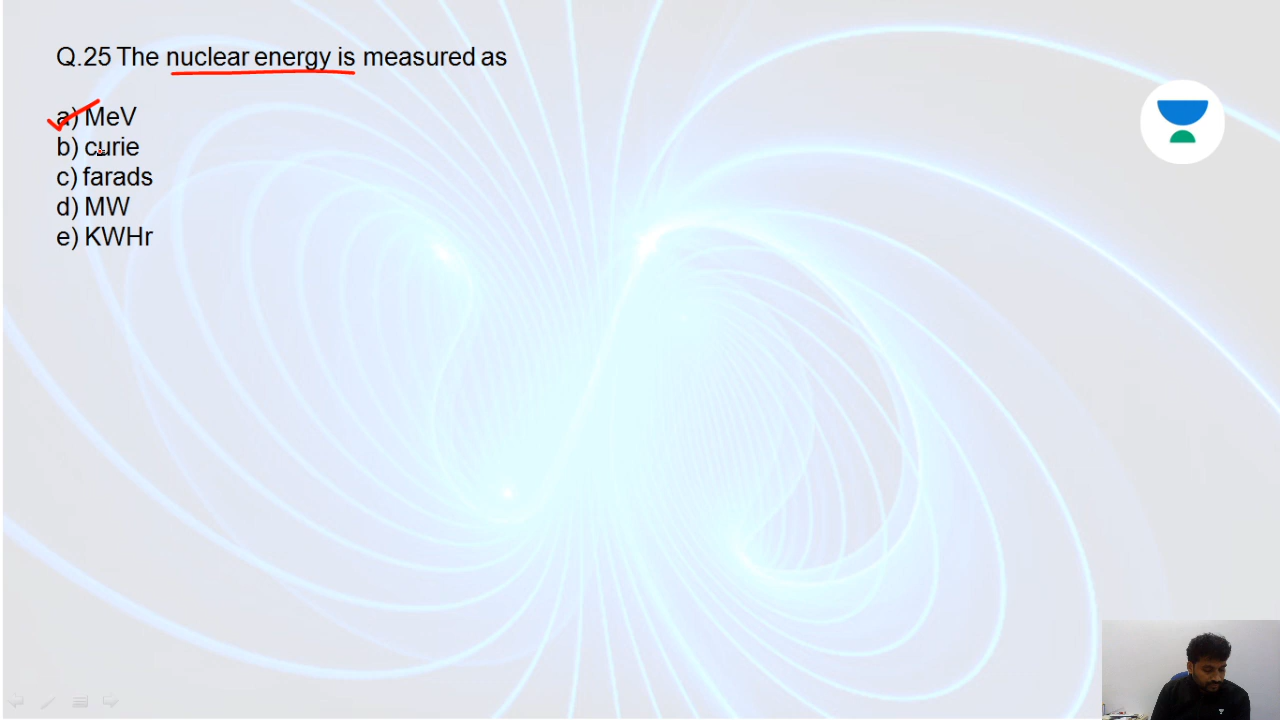 Q.25 The nuclear energy is measured as
a) MeV
b) curie
c) farads
d) MW
e) KWHr